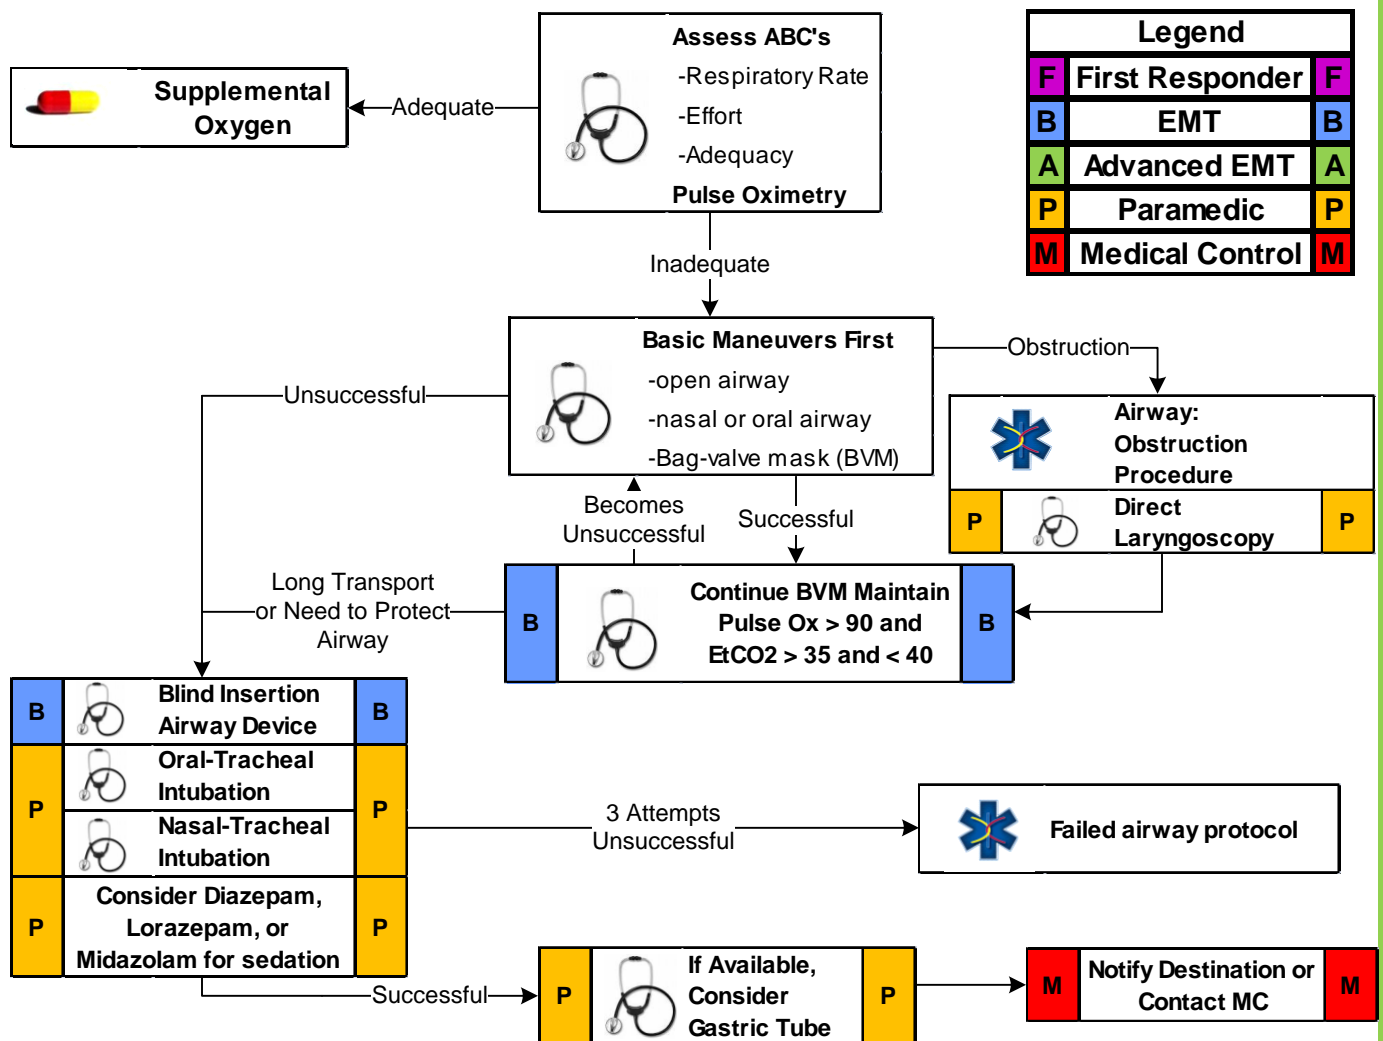 Assess ABC's
-Respiratory Rate
-Effort
-Adequacy
Pulse Oximetry
Legend
F First Responder F
B EMT B
A Advanced EMT A
P Paramedic P
M Medical Control M
Supplemental
Oxygen
Adequate
Inadequate
Basic Maneuvers First
-open airway
-nasal or oral airway
-Bag-valve mask (BVM)
Obstruction
Unsuccessful
Airway:
Obstruction
Procedure
P Direct P
Laryngoscopy
Becomes
Unsuccessful
Successful
Long Transport
or Need to Protect
Airway
B B
Continue BVM Maintain
Pulse Ox > 90 and
EtCO2 > 35 and < 40
B B
Blind Insertion
Airway Device
P P
Oral-Tracheal
Intubation
Nasal-Tracheal
Intubation
P P
Consider Diazepam,
Lorazepam, or
Midazolam for sedation
3 Attempts
Unsuccessful
Failed airway protocol
Successful
P P
If Available,
Consider
Gastric Tube
M M
Notify Destination or
Contact MC